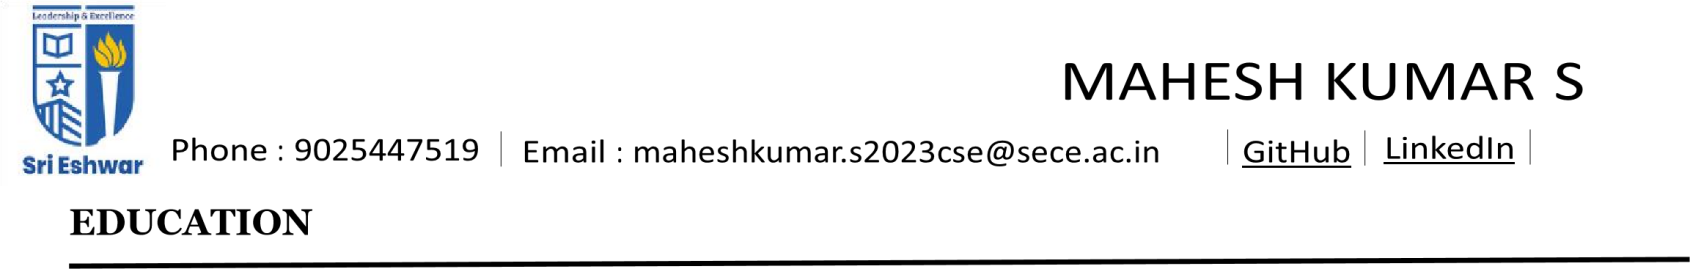 Leadership & Excellence
MAHESH KUMAR S
Phone : 9025447519 | Email : maheshkumar.s2023cse@sece.ac.in | GitHub | LinkedIn |
Sri Eshwar
EDUCATION